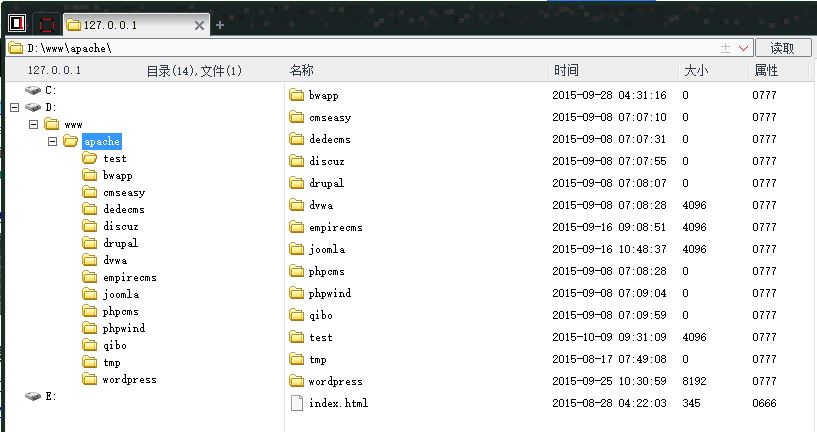 127.0.0.1
D:\www\apache\ 读取
127.0.0.1 目录(14),文件(1) 名称 时间 大小 属性
C:
D:
www
apache
test
bwapp
cmseasy
dedecms
discuz
drupal
dvwa
empirecms
joomla
phpcms
phpwind
qibo
tmp
wordpress
E:
bwapp 2015-09-28 04:31:16 0 0777
cmseasy 2015-09-08 07:07:10 0 0777
dedecms 2015-09-08 07:07:31 0 0777
discuz 2015-09-08 07:07:55 0 0777
drupal 2015-09-08 07:08:07 0 0777
dvwa 2015-09-08 07:08:28 4096 0777
empirecms 2015-09-16 09:08:51 4096 0777
joomla 2015-09-16 10:48:37 4096 0777
phpcms 2015-09-08 07:08:28 0 0777
phpwind 2015-09-08 07:09:04 0 0777
qibo 2015-09-08 07:09:59 0 0777
test 2015-10-09 09:31:09 4096 0777
tmp 2015-08-17 07:49:08 0 0777
wordpress 2015-09-25 10:30:59 8192 0777
index.html 2015-08-28 04:22:03 345 0666